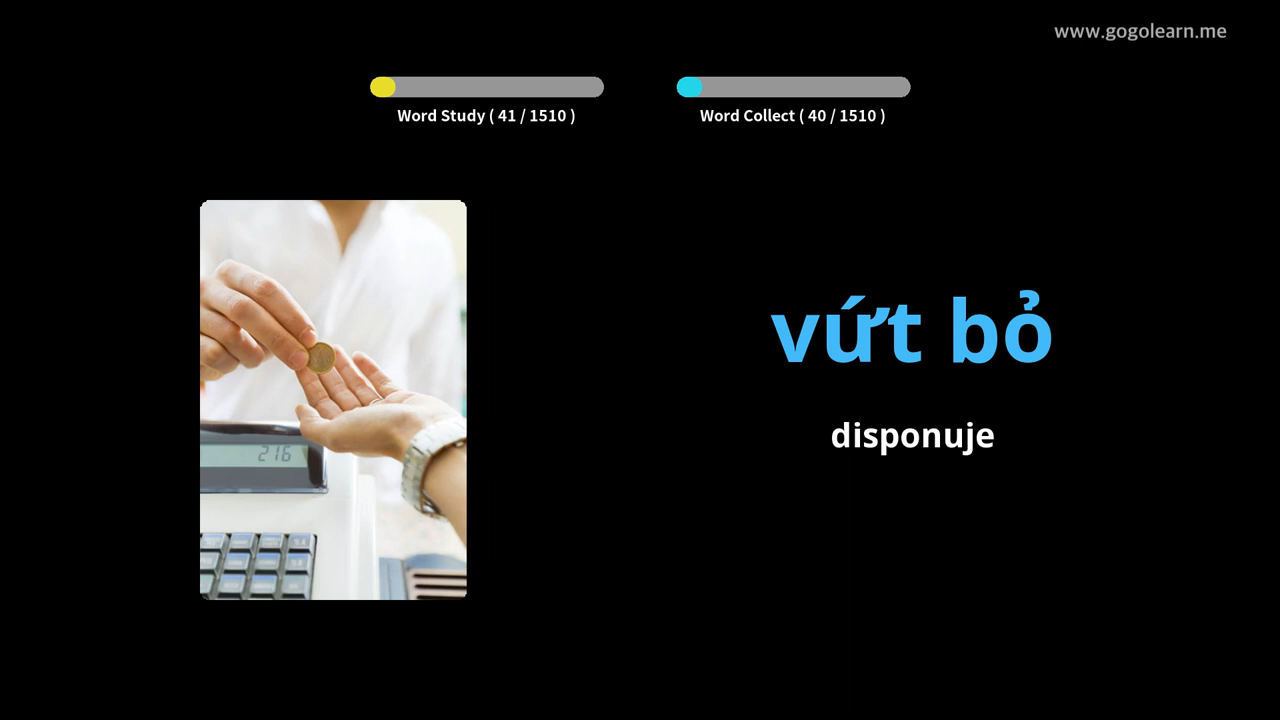 www.gogolearn.me
Word Study ( 41 / 1510 )
Word Collect ( 40 / 1510 )
vứt bỏ
disponuje
216